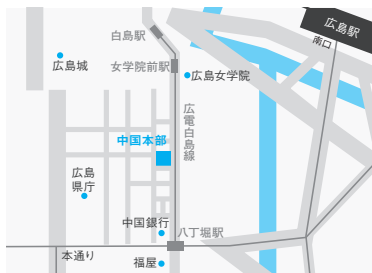 広島駅
南口
白島駅
広島城
女学院前駅
広島女学院
広電白島線
中国本部
広島
県庁
中国銀行
八丁堀駅
本通り
福屋